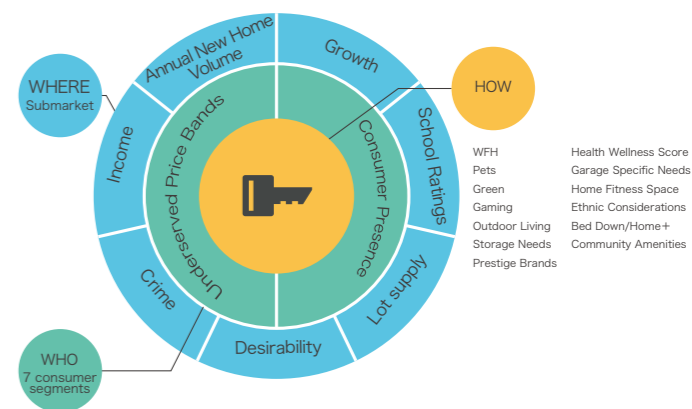 WHERE
Submarket
Annual New Home
Volume
Growth
School Ratings
Lot supply
Desirability
Crime
Income
Underserved Price Bands
Consumer Presence
HOW
WFH
Pets
Green
Gaming
Outdoor Living
Storage Needs
Prestige Brands
Health Wellness Score
Garage Specific Needs
Home Fitness Space
Ethnic Considerations
Bed Down/Home+
Community Amenities
WHO
7 consumer
segments